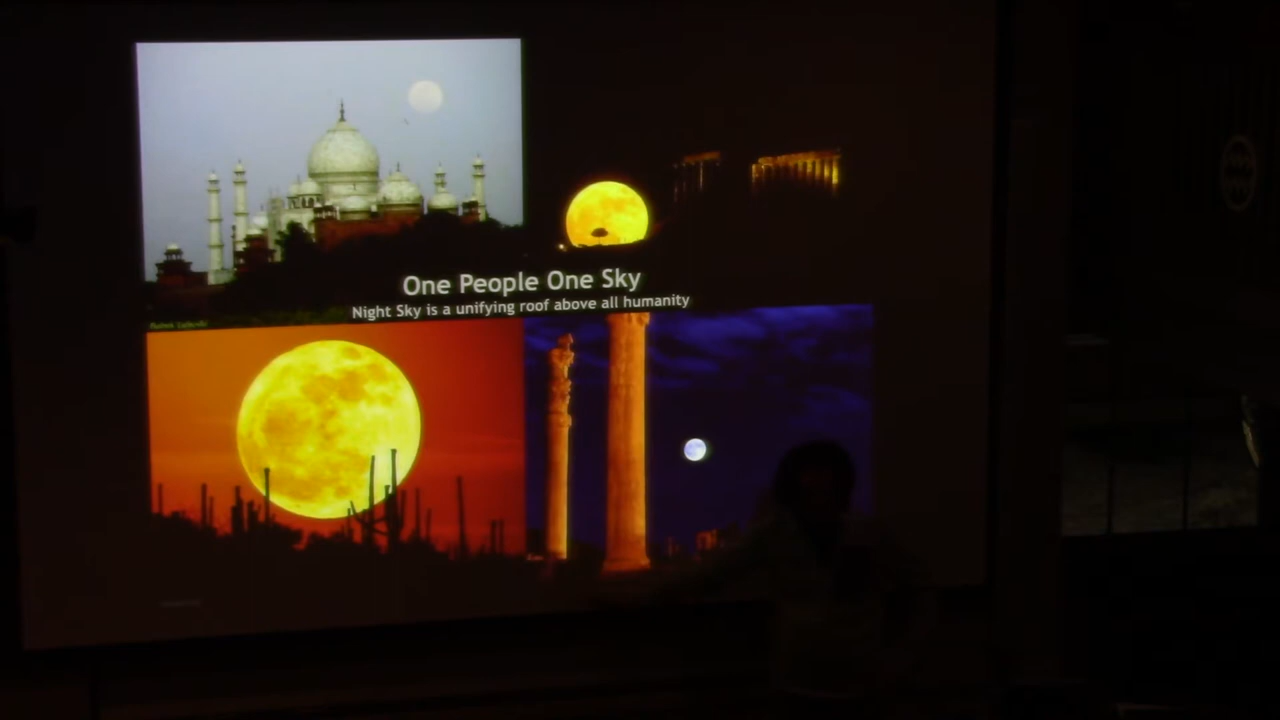 One People One Sky
Night Sky is a unifying roof above all humanity